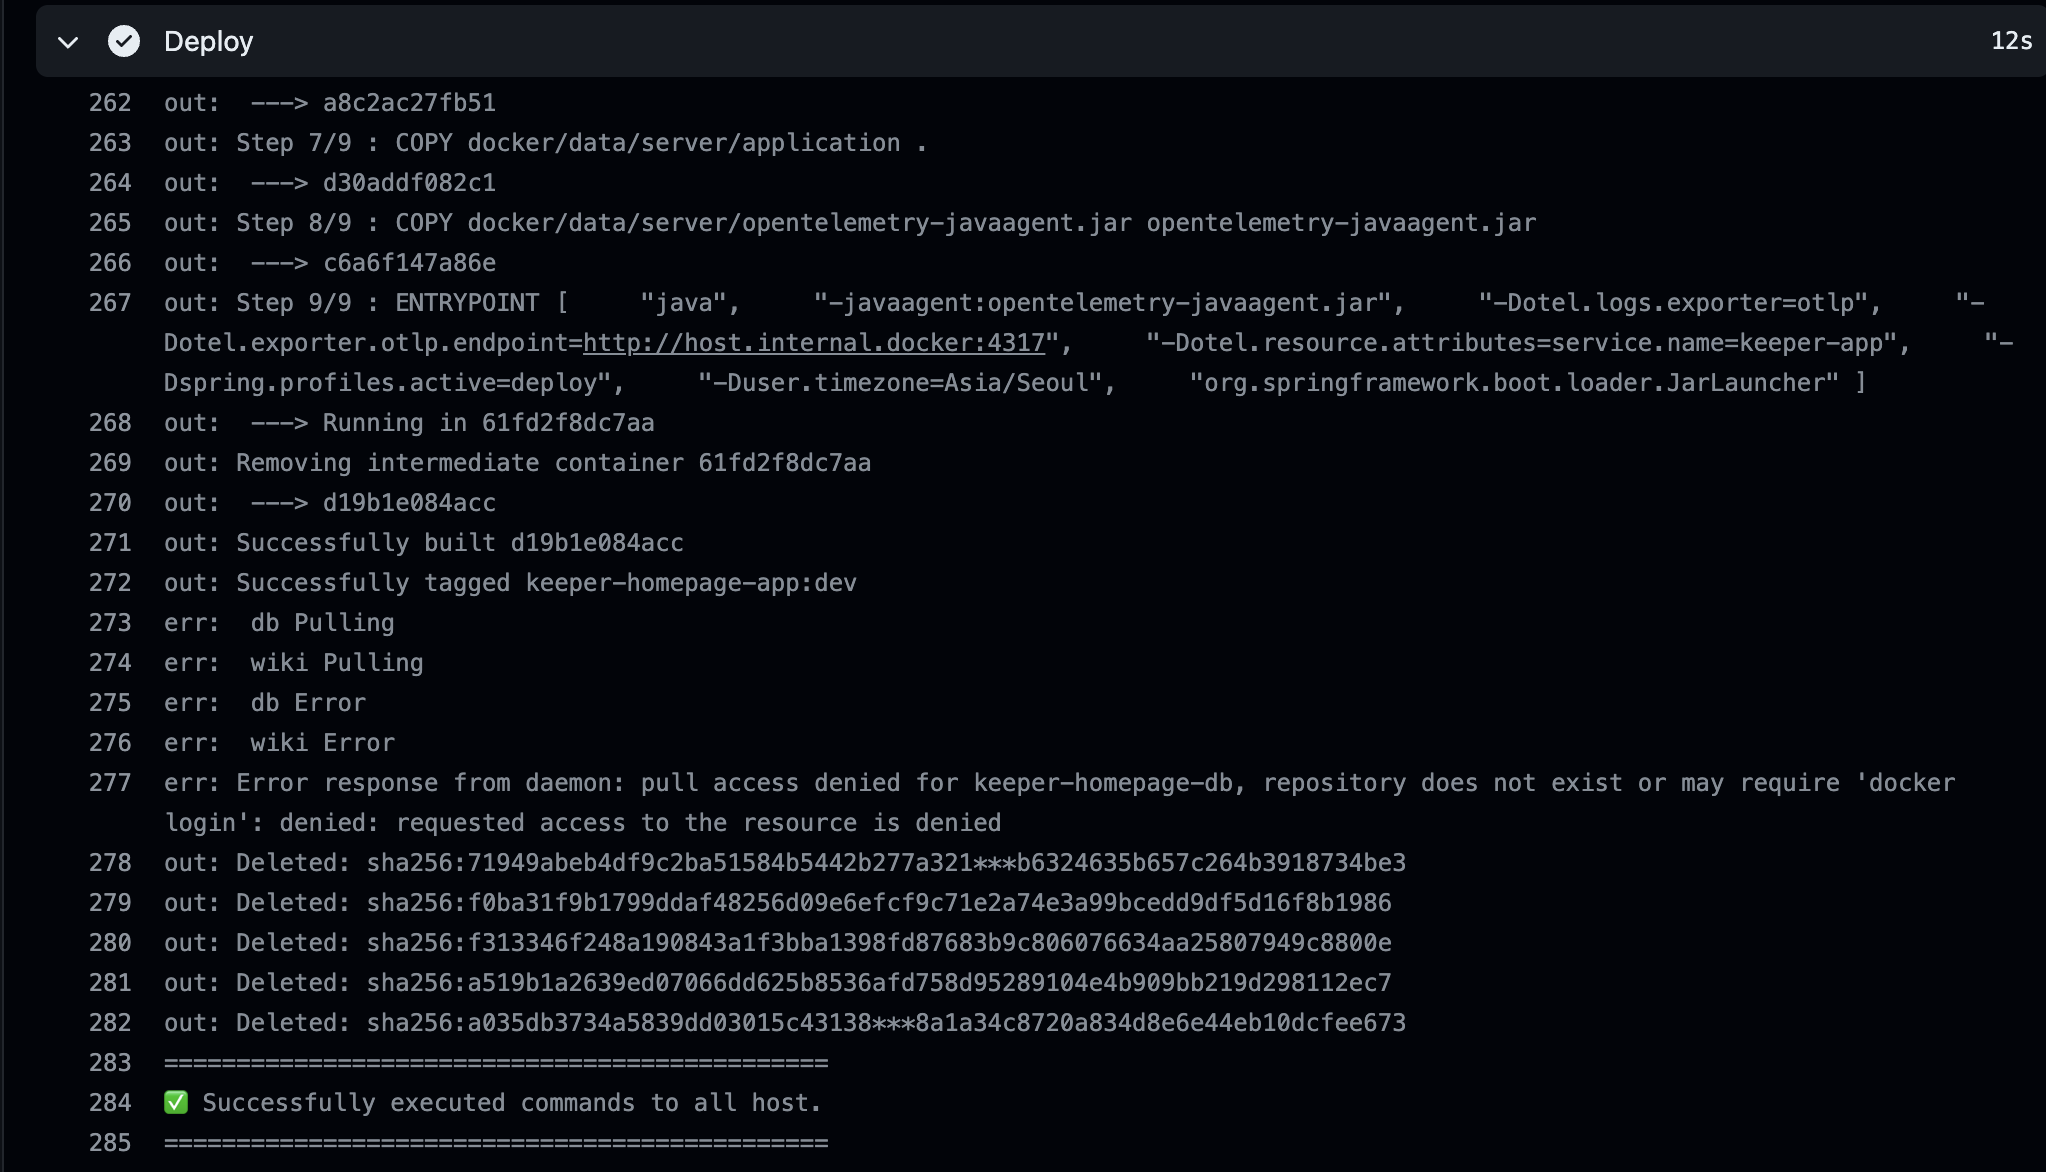 Deploy 12s
262 out:  ---> a8c2ac27fb51
263 out: Step 7/9 : COPY docker/data/server/application .
264 out:  ---> d30addf082c1
265 out: Step 8/9 : COPY docker/data/server/opentelemetry-javaagent.jar opentelemetry-javaagent.jar
266 out:  ---> c6a6f147a86e
267 out: Step 9/9 : ENTRYPOINT [     "java",     "-javaagent:opentelemetry-javaagent.jar",     "-Dotel.logs.exporter=otlp",     "-
Dotel.exporter.otlp.endpoint=http://host.internal.docker:4317",     "-Dotel.resource.attributes=service.name=keeper-app",     "-
Dspring.profiles.active=deploy",     "-Duser.timezone=Asia/Seoul",     "org.springframework.boot.loader.JarLauncher" ]
268 out:  ---> Running in 61fd2f8dc7aa
269 out: Removing intermediate container 61fd2f8dc7aa
270 out:  ---> d19b1e084acc
271 out: Successfully built d19b1e084acc
272 out: Successfully tagged keeper-homepage-app:dev
273 err:  db Pulling
274 err:  wiki Pulling
275 err:  db Error
276 err:  wiki Error
277 err: Error response from daemon: pull access denied for keeper-homepage-db, repository does not exist or may require 'docker
login': denied: requested access to the resource is denied
278 out: Deleted: sha256:71949abeb4df9c2ba51584b5442b277a321***b6324635b657c264b3918734be3
279 out: Deleted: sha256:f0ba31f9b1799ddaf48256d09e6efcf9c71e2a74e3a99bcedd9df5d16f8b1986
280 out: Deleted: sha256:f313346f248a190843a1f3bba1398fd87683b9c806076634aa25807949c8800e
281 out: Deleted: sha256:a519b1a2639ed07066dd625b8536afd758d95289104e4b909bb219d298112ec7
282 out: Deleted: sha256:a035db3734a5839dd03015c43138***8a1a34c8720a834d8e6e44eb10dcfee673
283 ==============================================
284 ✅ Successfully executed commands to all host.
285 ==============================================